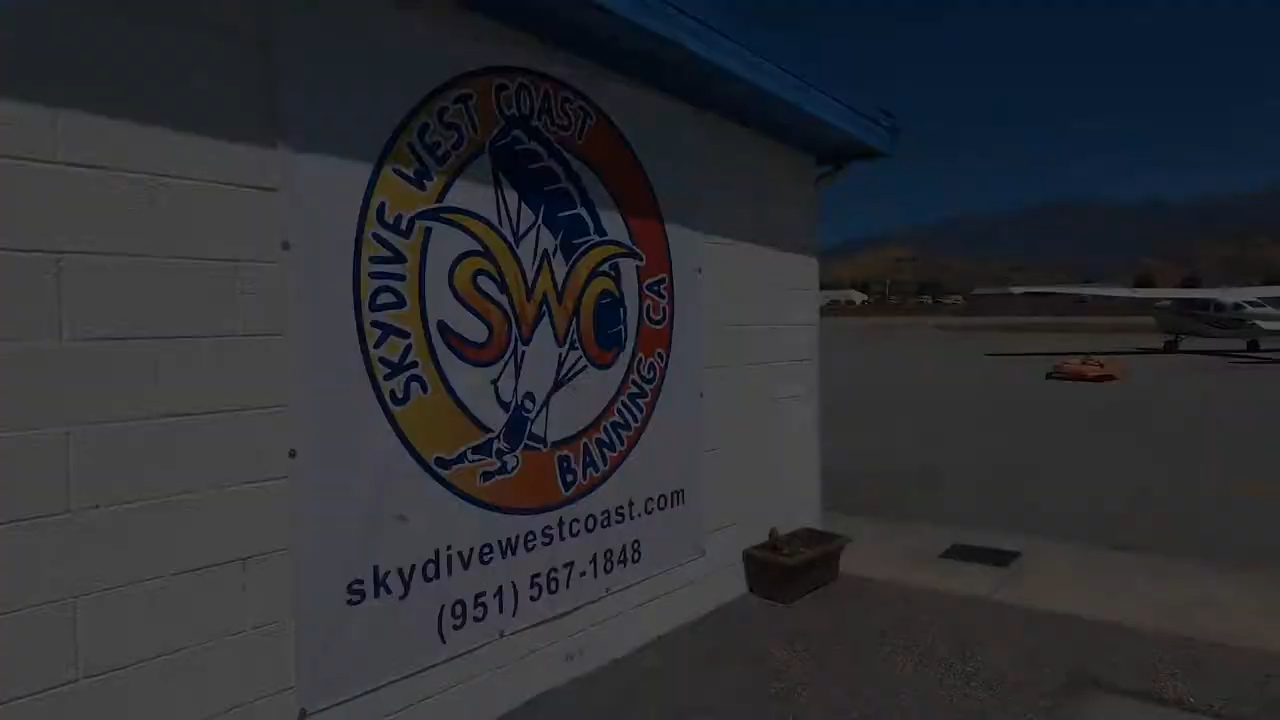 SKYDIVE WEST COAST
SWC
BANNING, CA
skydivewestcoast.com
(951) 567-1848